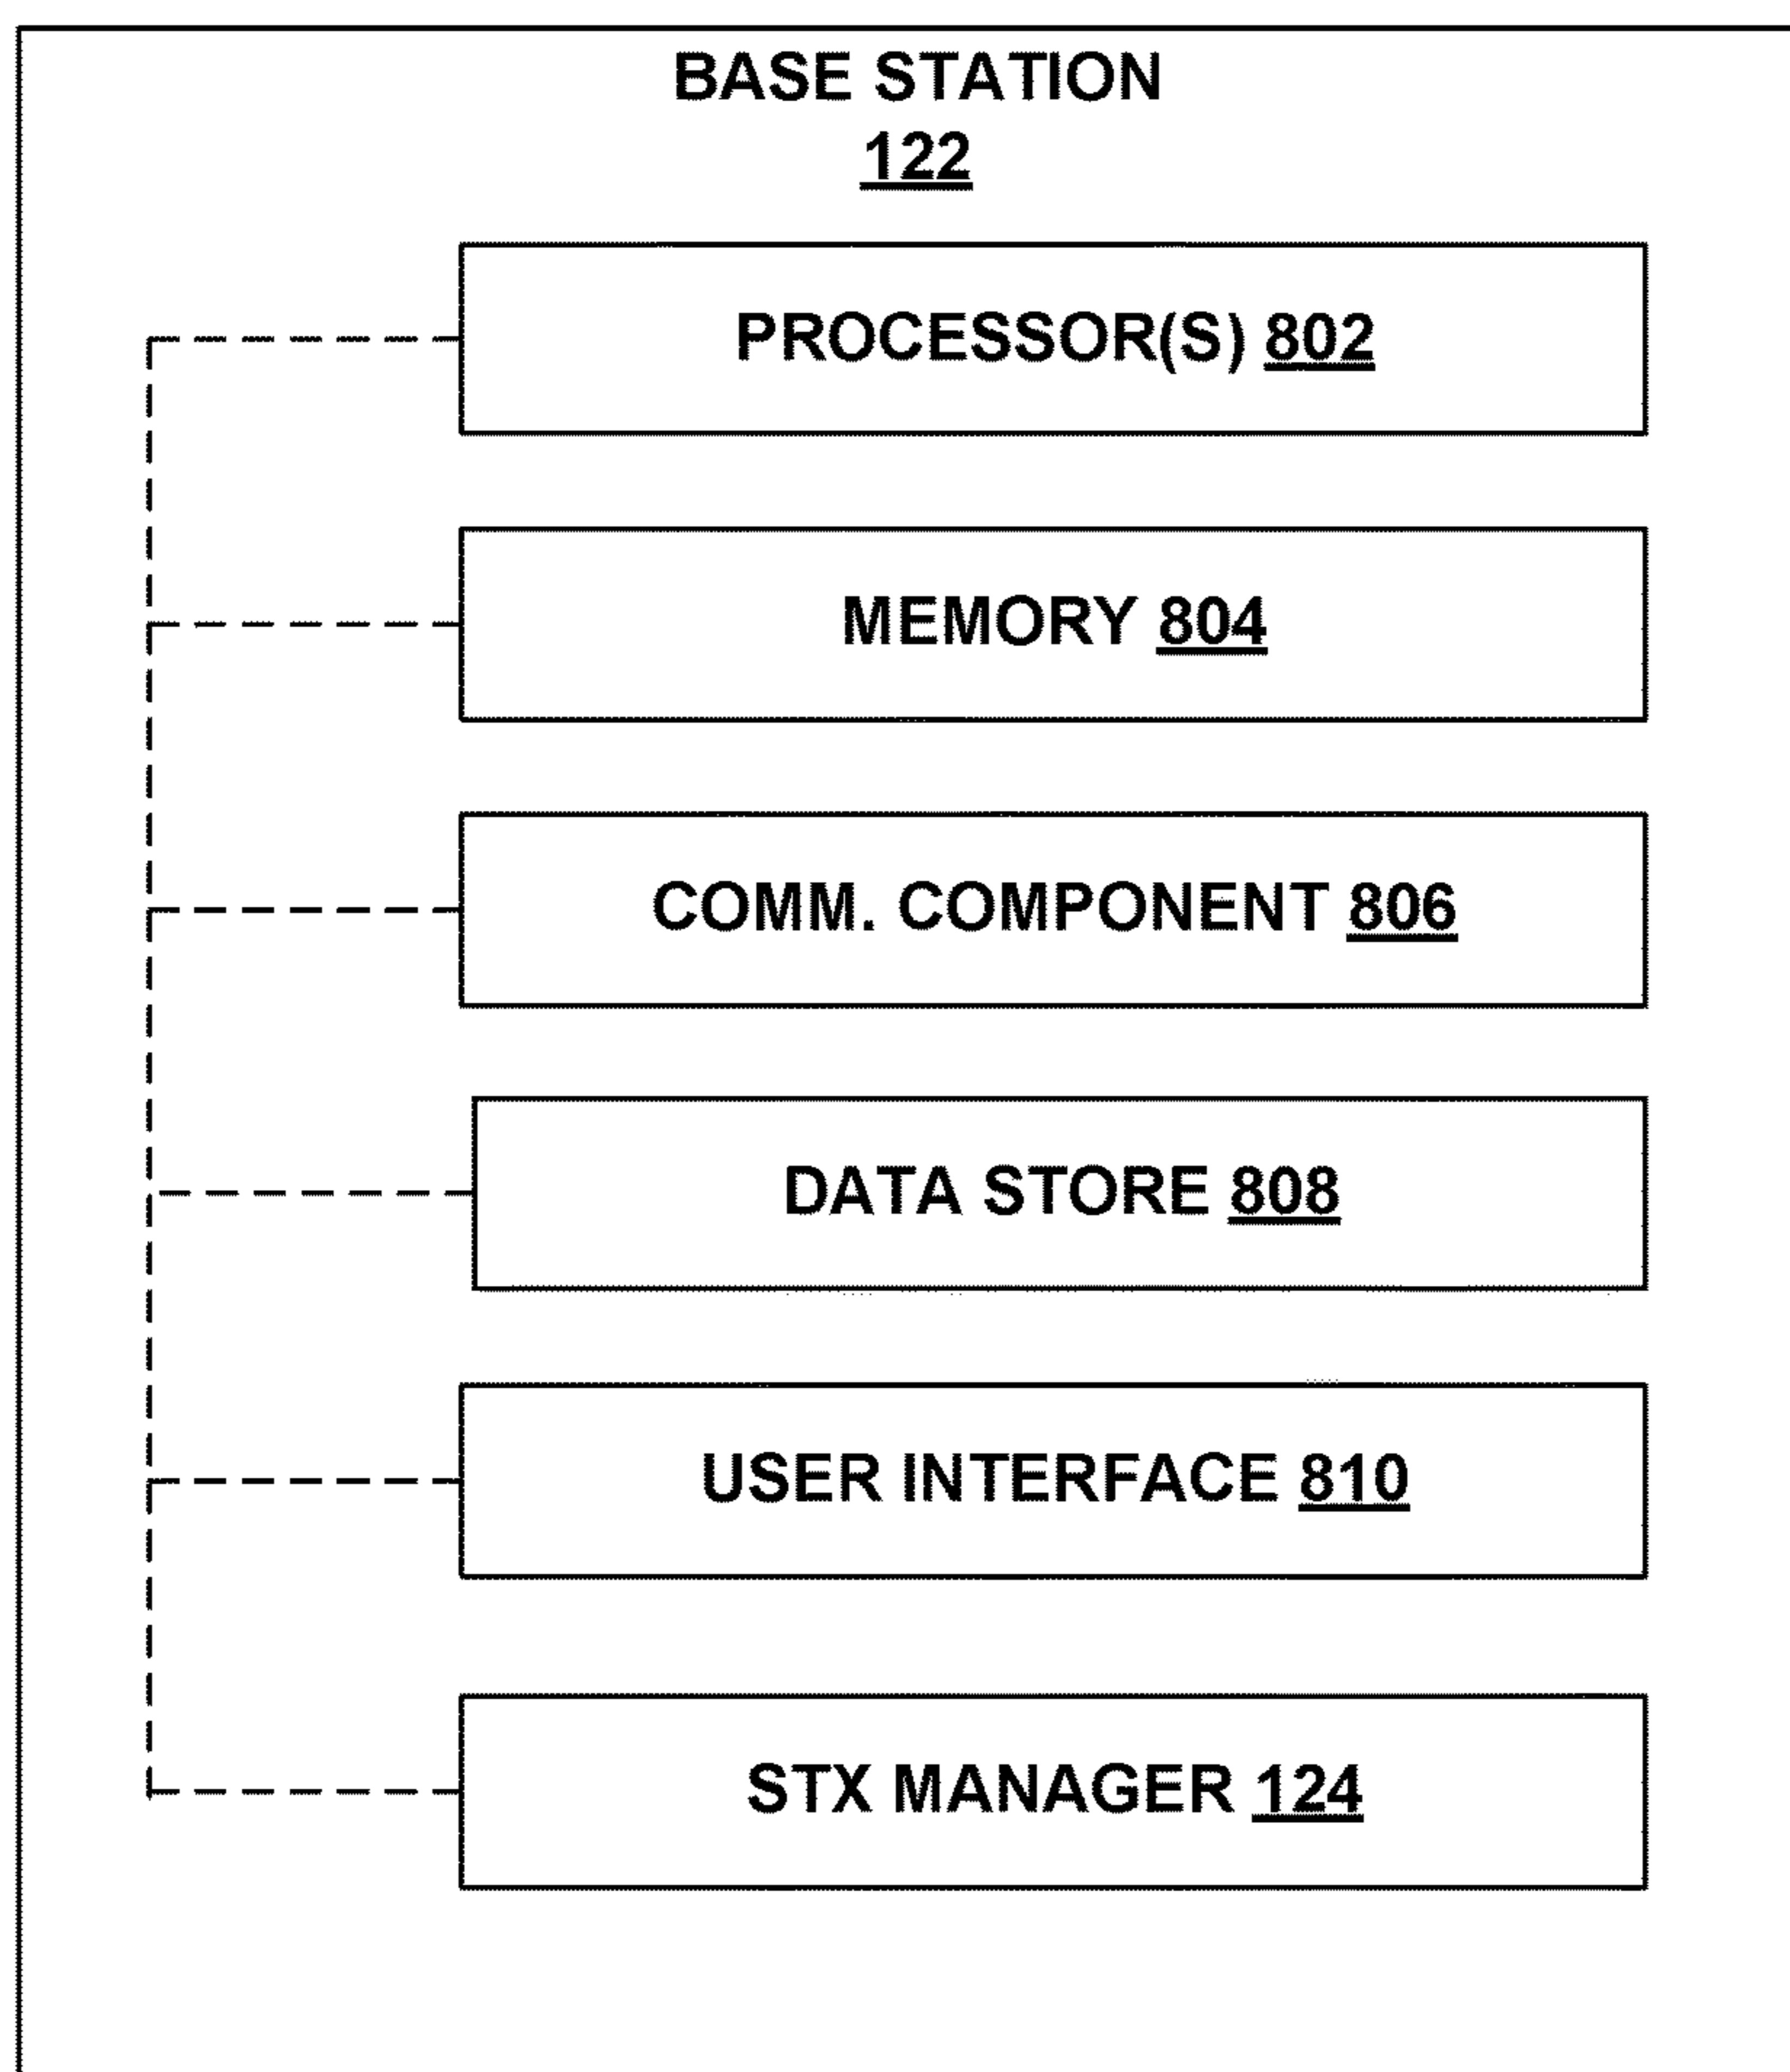 BASE STATION
122
PROCESSOR(S) 802
MEMORY 804
COMM. COMPONENT 806
DATA STORE 808
USER INTERFACE 810
STX MANAGER 124